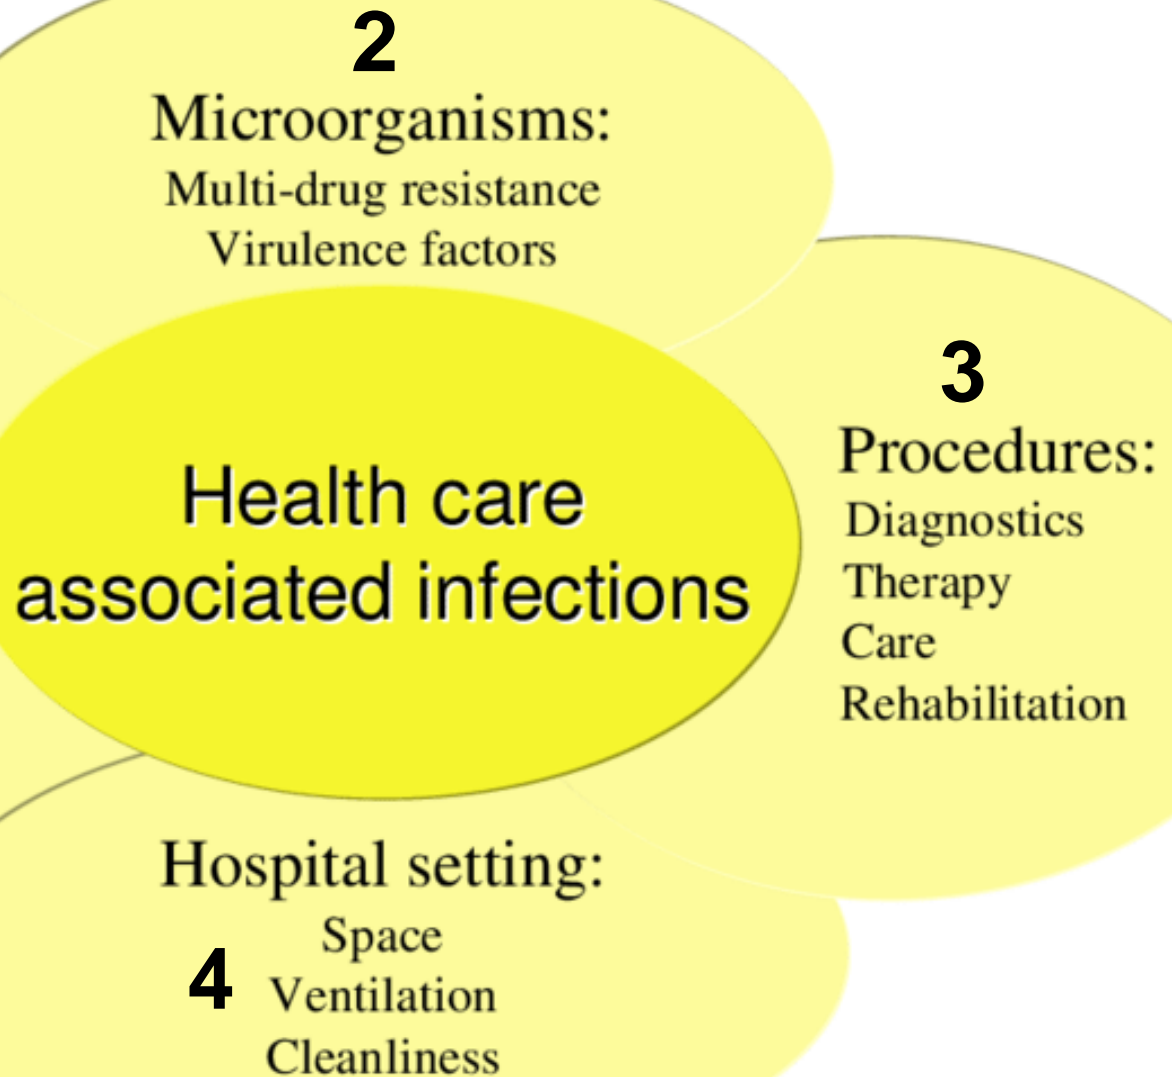 2
Microorganisms:
Multi-drug resistance
Virulence factors
3
Procedures:
Diagnostics
Therapy
Care
Rehabilitation
Health care
associated infections
Hospital setting:
Space
4 Ventilation
Cleanliness